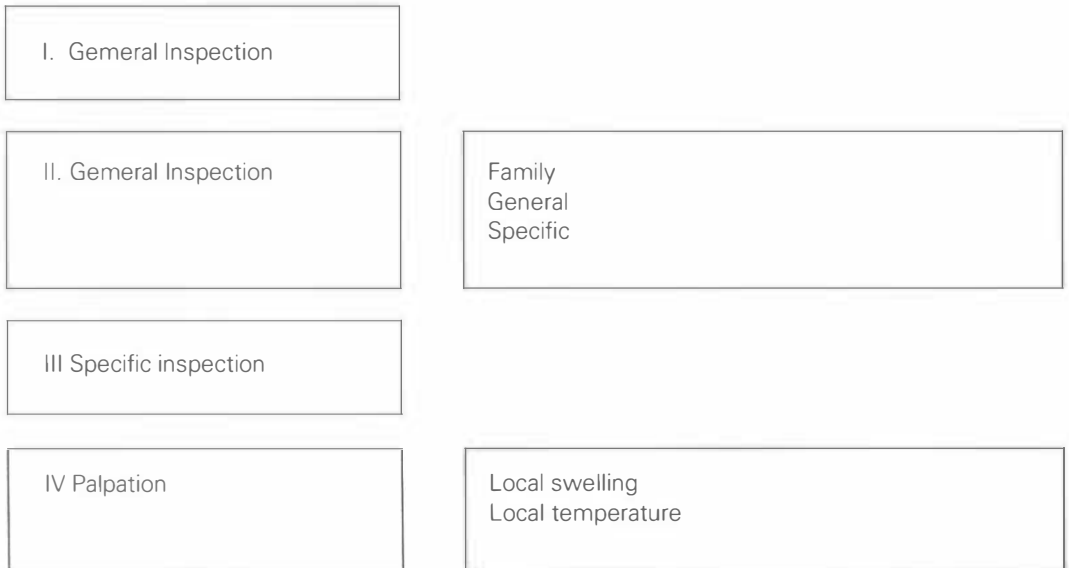 I. Gemeral Inspection
II. Gemeral Inspection
Family
General
Specific
III Specific inspection
IV Palpation
Local swelling
Local temperature